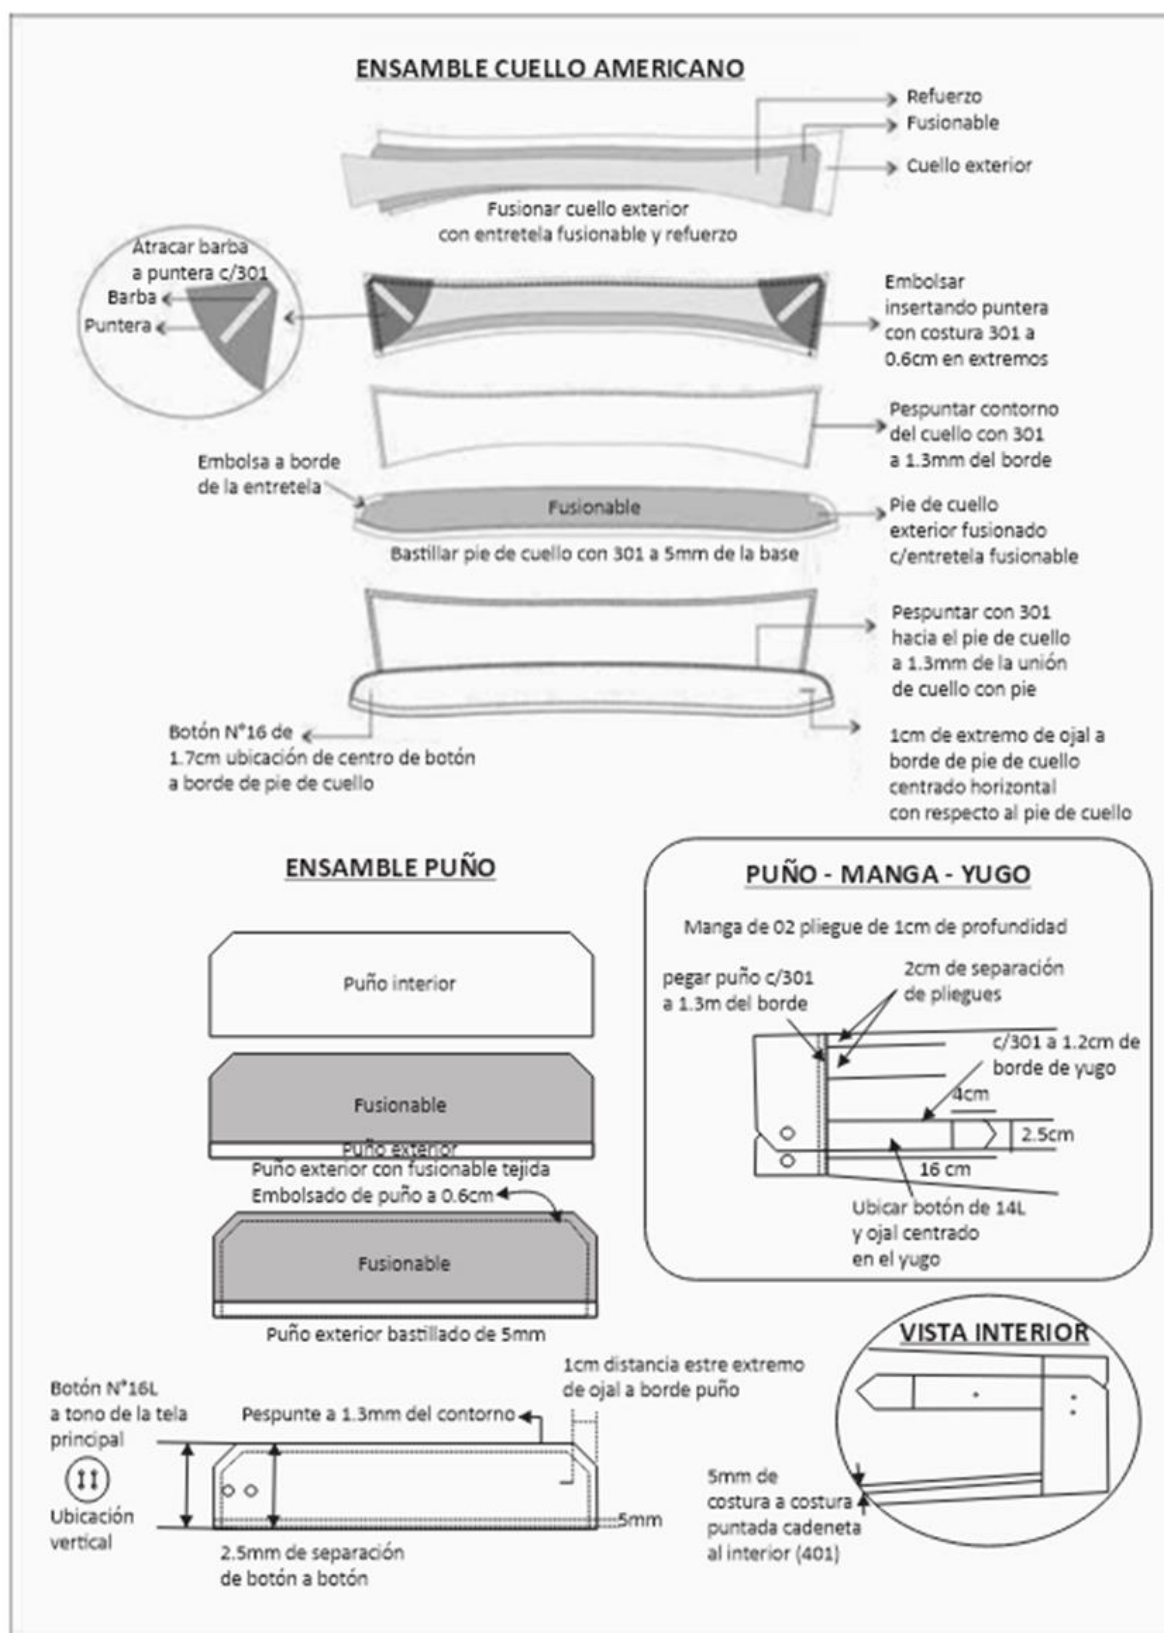 ENSAMBLE CUELLO AMERICANO
Refuerzo
Fusionable
Cuello exterior
Fusionar cuello exterior
con entretela fusionable y refuerzo
Atracar barba
a puntera c/301
Barba
Puntera
Embolsar
insertando puntera
con costura 301 a
0.6cm en extremos
Pespuntar contorno
del cuello con 301
a 1.3mm del borde
Embolsa a borde
de la entretela
Fusionable
Pie de cuello
exterior fusionado
c/entretela fusionable
Bastillar pie de cuello con 301 a 5mm de la base
Pespuntar con 301
hacia el pie de cuello
a 1.3mm de la unión
de cuello con pie
Botón N°16 de
1.7cm ubicación de centro de botón
a borde de pie de cuello
1cm de extremo de ojal a
borde de pie de cuello
centrado horizontal
con respecto al pie de cuello
ENSAMBLE PUÑO
Puño interior
Fusionable
Puño exterior
Puño exterior con fusionable tejida
Embolsado de puño a 0.6cm
Fusionable
Puño exterior bastillado de 5mm
Botón N°16L
a tono de la tela
principal
Ubicación
vertical
Pespunte a 1.3mm del contorno
1cm distancia estre extremo
de ojal a borde puño
5mm
2.5mm de separación
de botón a botón
PUÑO - MANGA - YUGO
Manga de 02 pliegue de 1cm de profundidad
pegar puño c/301
a 1.3m del borde
2cm de separación
de pliegues
c/301 a 1.2cm de
borde de yugo
4cm
2.5cm
16 cm
Ubicar botón de 14L
y ojal centrado
en el yugo
VISTA INTERIOR
5mm de
costura a costura
puntada cadeneta
al interior (401)